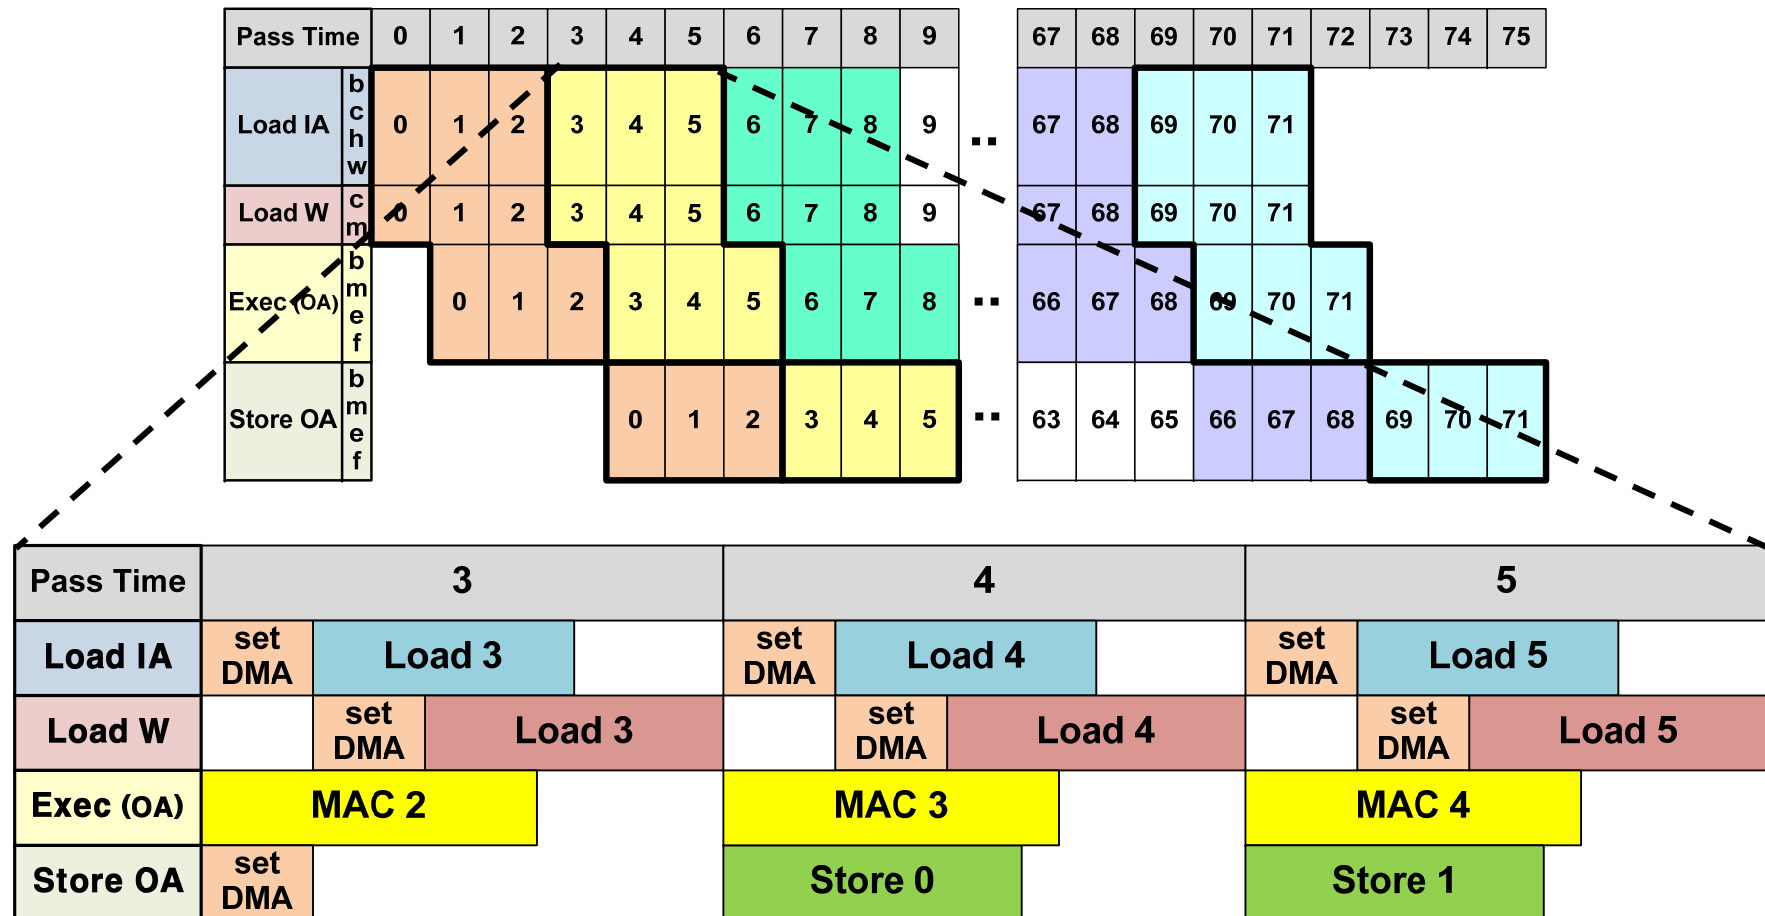 Pass Time 0 1 2 3 4 5 6 7 8 9 67 68 69 70 71 72 73 74 75
Load IA b c h w 0 1 2 3 4 5 6 7 8 9 .. 67 68 69 70 71
Load W c m 0 1 2 3 4 5 6 7 8 9 67 68 69 70 71
Exec (OA) b m e f 0 1 2 3 4 5 6 7 8 .. 66 67 68 69 70 71
Store OA b m e f 0 1 2 3 4 5 .. 63 64 65 66 67 68 69 70 71
Pass Time 3 4 5
Load IA set DMA Load 3 set DMA Load 4 set DMA Load 5
Load W set DMA Load 3 set DMA Load 4 set DMA Load 5
Exec (OA) MAC 2 MAC 3 MAC 4
Store OA set DMA Store 0 Store 1